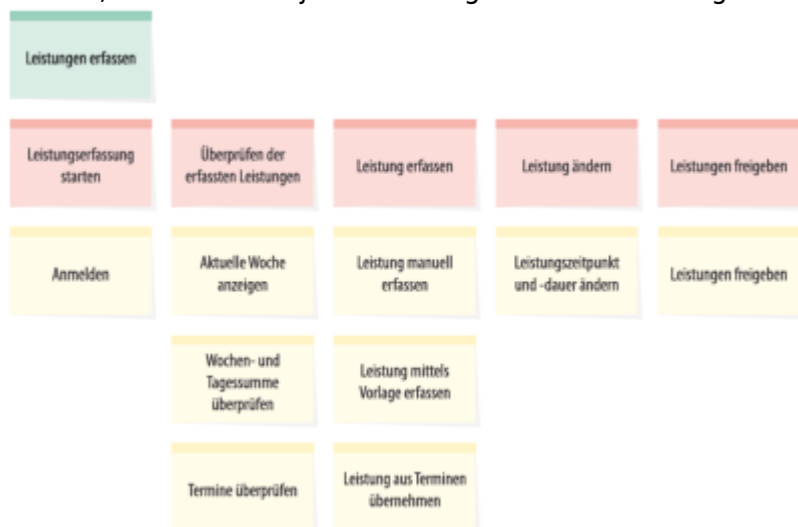 Leistungen erfassen
Leistungserfassung
starten
Überprüfen der
erfassten Leistungen
Leistung erfassen
Leistung ändern
Leistungen freigeben
Anmelden
Aktuelle Woche
anzeigen
Leistung manuell
erfassen
Leistungszeitpunkt
und -dauer ändern
Leistungen freigeben
Wochen- und
Tagessumme
überprüfen
Leistung mittels
Vorlage erfassen
Termine überprüfen
Leistung aus Terminen
übernehmen